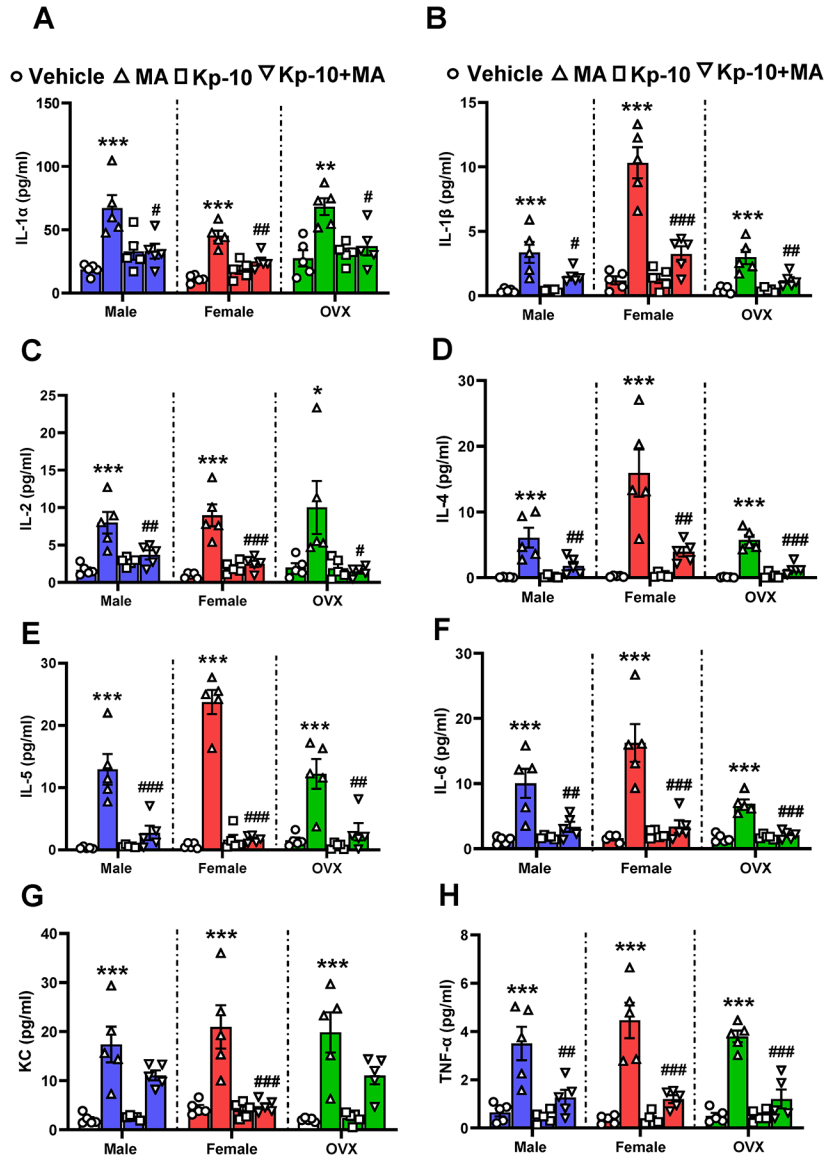 A
○ Vehicle △ MA □ Kp-10 ▽ Kp-10+MA
IL-1α (pg/ml)
150
100
50
0
***
#
***
##
**
#
Male
Female
OVX
B
○ Vehicle △ MA □ Kp-10 ▽ Kp-10+MA
IL-1β (pg/ml)
15
10
5
0
***
#
***
###
***
##
Male
Female
OVX
C
IL-2 (pg/ml)
25
20
15
10
5
0
***
##
***
###
*
#
Male
Female
OVX
D
IL-4 (pg/ml)
30
20
10
0
***
##
***
##
***
###
Male
Female
OVX
E
IL-5 (pg/ml)
30
20
10
0
***
###
***
###
***
##
Male
Female
OVX
F
IL-6 (pg/ml)
30
20
10
0
***
##
***
###
***
###
Male
Female
OVX
G
KC (pg/ml)
40
30
20
10
0
***
***
###
***
Male
Female
OVX
H
TNF-α (pg/ml)
8
6
4
2
0
***
##
***
###
***
###
Male
Female
OVX